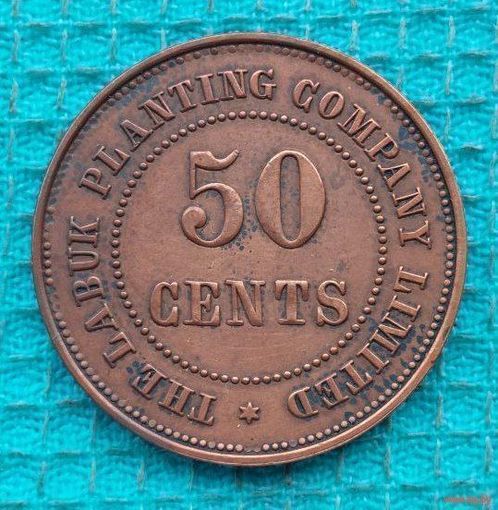 THE LABUK PLANTING COMPANY LIMITED
50
CENTS